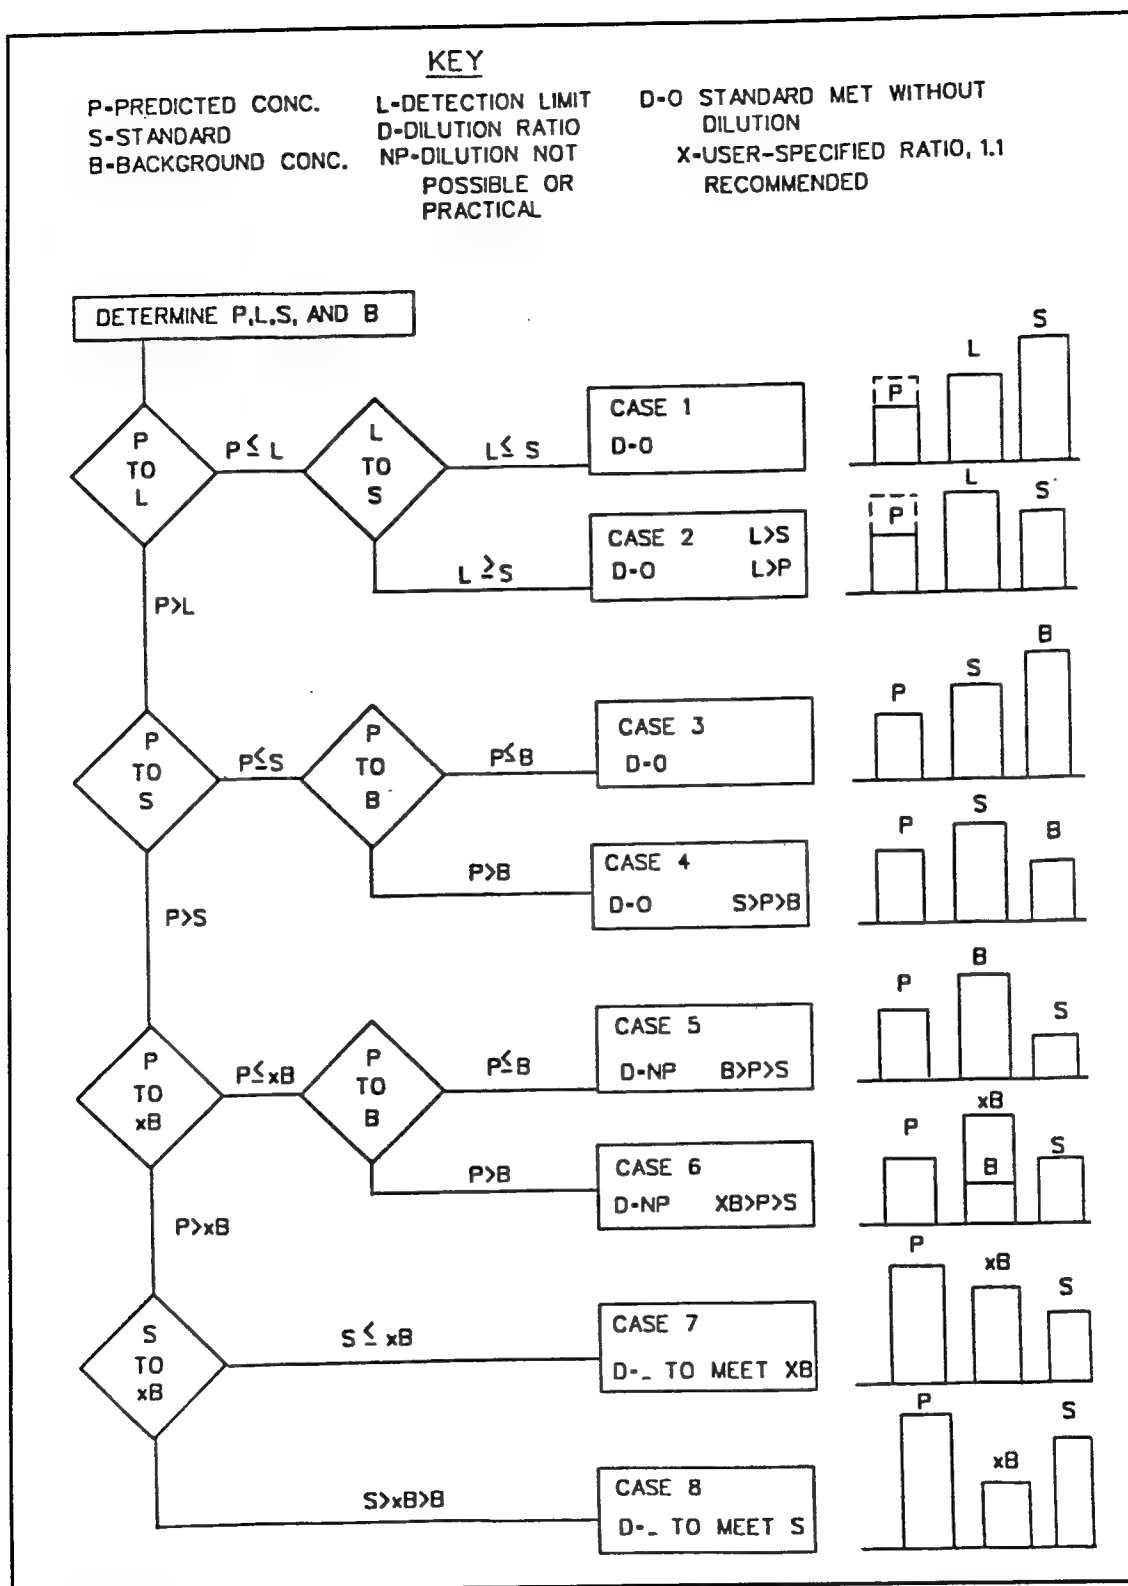 KEY
P-PREDICTED CONC.
S-STANDARD
B-BACKGROUND CONC.
L-DETECTION LIMIT
D-DILUTION RATIO
NP-DILUTION NOT
POSSIBLE OR
PRACTICAL
D-O STANDARD MET WITHOUT
DILUTION
X-USER-SPECIFIED RATIO, 1.1
RECOMMENDED
DETERMINE P,L,S, AND B
P
TO
L
P ≤ L
L
TO
S
L ≤ S
CASE 1
D-O
P
L
S
L ≥ S
CASE 2 L>S
D-O L>P
P
L
S
P>L
P
TO
S
P≤S
P
TO
B
P≤B
CASE 3
D-O
P
S
B
P>B
CASE 4
D-O S>P>B
P
S
B
P>S
P
TO
xB
P≤xB
P
TO
B
P≤B
CASE 5
D-NP B>P>S
P
B
S
P>B
CASE 6
D-NP XB>P>S
P
xB
B
S
P>xB
S
TO
xB
S ≤ xB
CASE 7
D-_ TO MEET XB
P
xB
S
S>xB>B
CASE 8
D-_ TO MEET S
P
xB
S